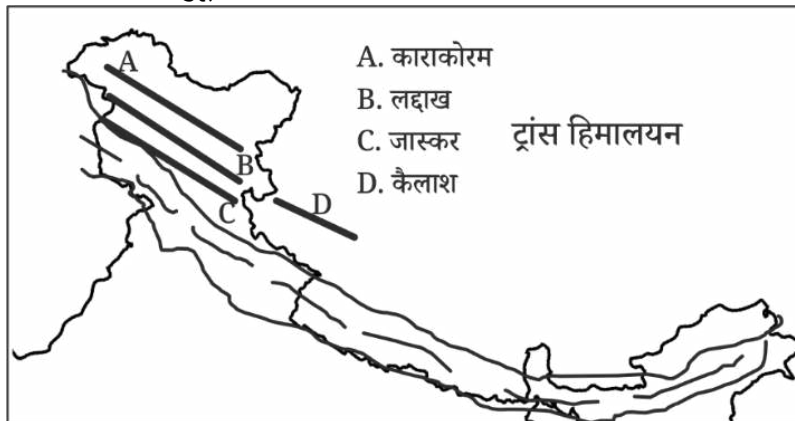 A. काराकोरम
B. लद्दाख
C. जास्कर
ट्रांस हिमालयन
D. कैलाश
A
B
C
D